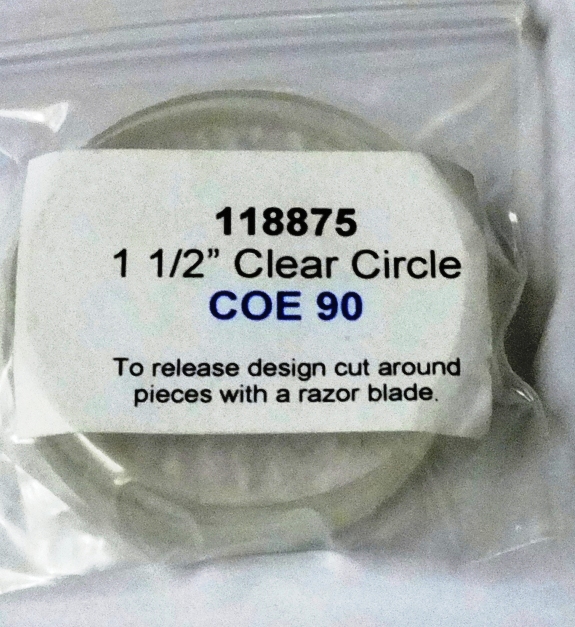 118875
1 1/2” Clear Circle
COE 90
To release design cut around
pieces with a razor blade.